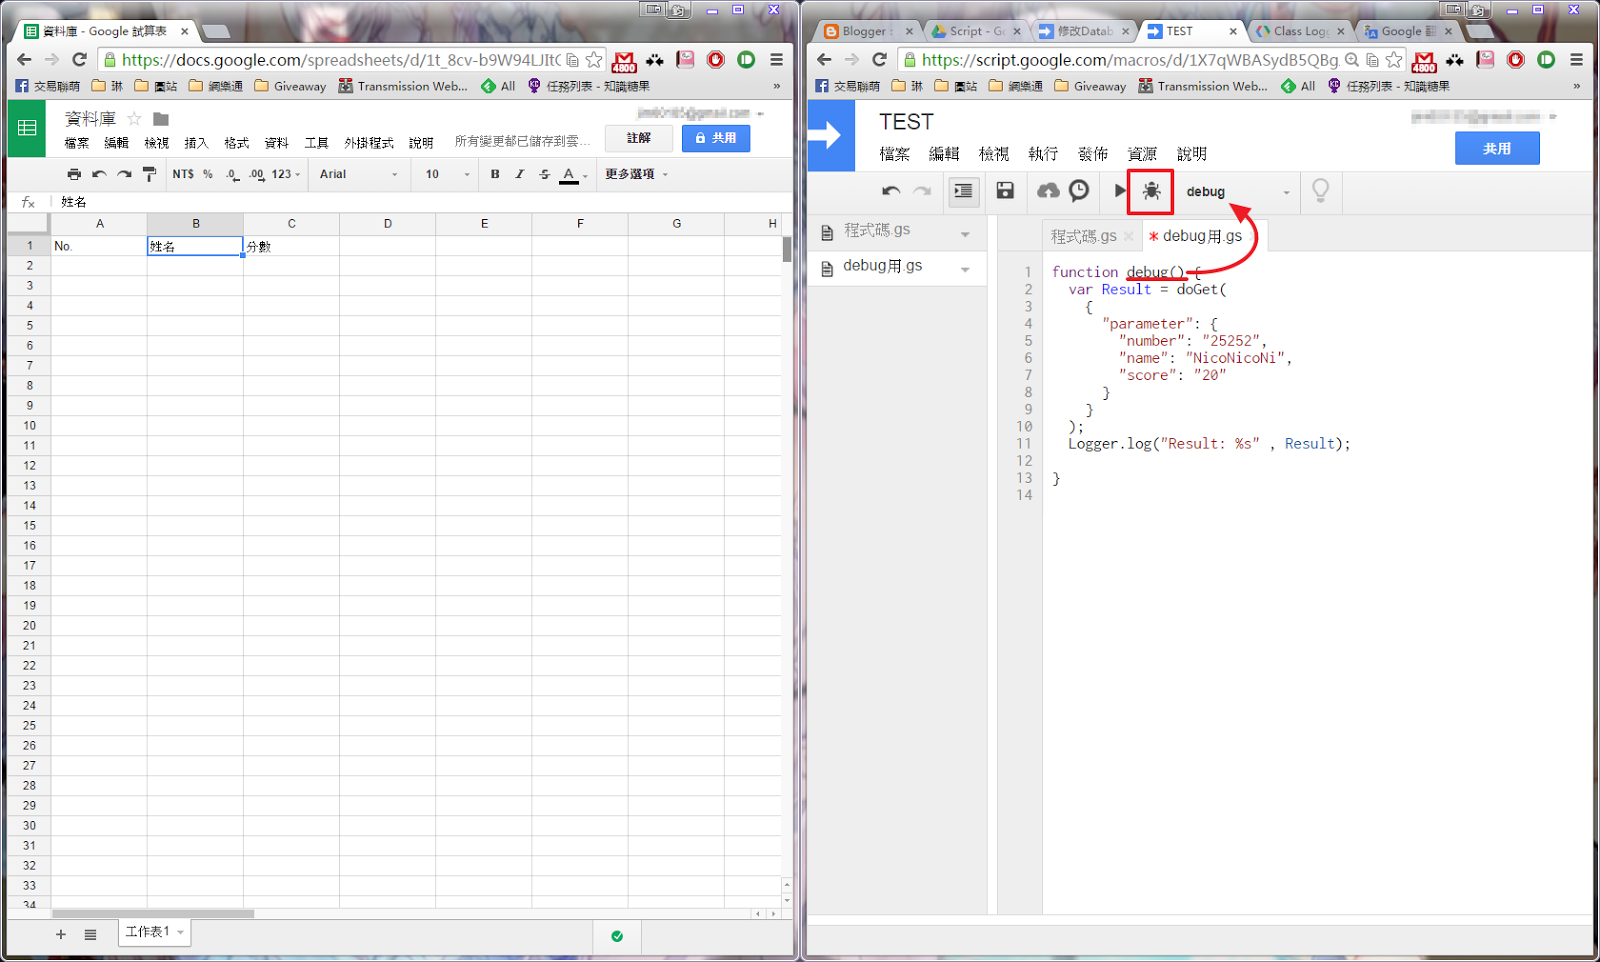 資料庫 - Google 試算表
https://docs.google.com/spreadsheets/d/1t_8cv-b9W94LJItC
4800
交易聯萌 琳 圖站 網樂通 Giveaway Transmission Web... All 任務列表 - 知識糖果 »
資料庫
檔案 編輯 檢視 插入 格式 資料 工具 外掛程式 說明 所有變更都已儲存到雲...
註解 共用
NT$ % .0 .00 123 Arial 10 B I S A 更多選項
fx 姓名
A B C D E F G H
1 No. 姓名 分數
2
3
4
5
6
7
8
9
10
11
12
13
14
15
16
17
18
19
20
21
22
23
24
25
26
27
28
29
30
31
32
33
34
+ 工作表1
Blogger Script - Go 修改Datab TEST Class Logg Google
https://script.google.com/macros/d/1X7qWBASydB5QBg
4800
交易聯萌 琳 圖站 網樂通 Giveaway Transmission Web... All 任務列表 - 知識糖果 »
TEST
檔案 編輯 檢視 執行 發佈 資源 說明
共用
debug
程式碼.gs
debug用.gs
程式碼.gs × * debug用.gs
1 function debug() {
2 var Result = doGet(
3 {
4 "parameter": {
5 "number": "25252",
6 "name": "NicoNicoNi",
7 "score": "20"
8 }
9 }
10 );
11 Logger.log("Result: %s" , Result);
12
13 }
14